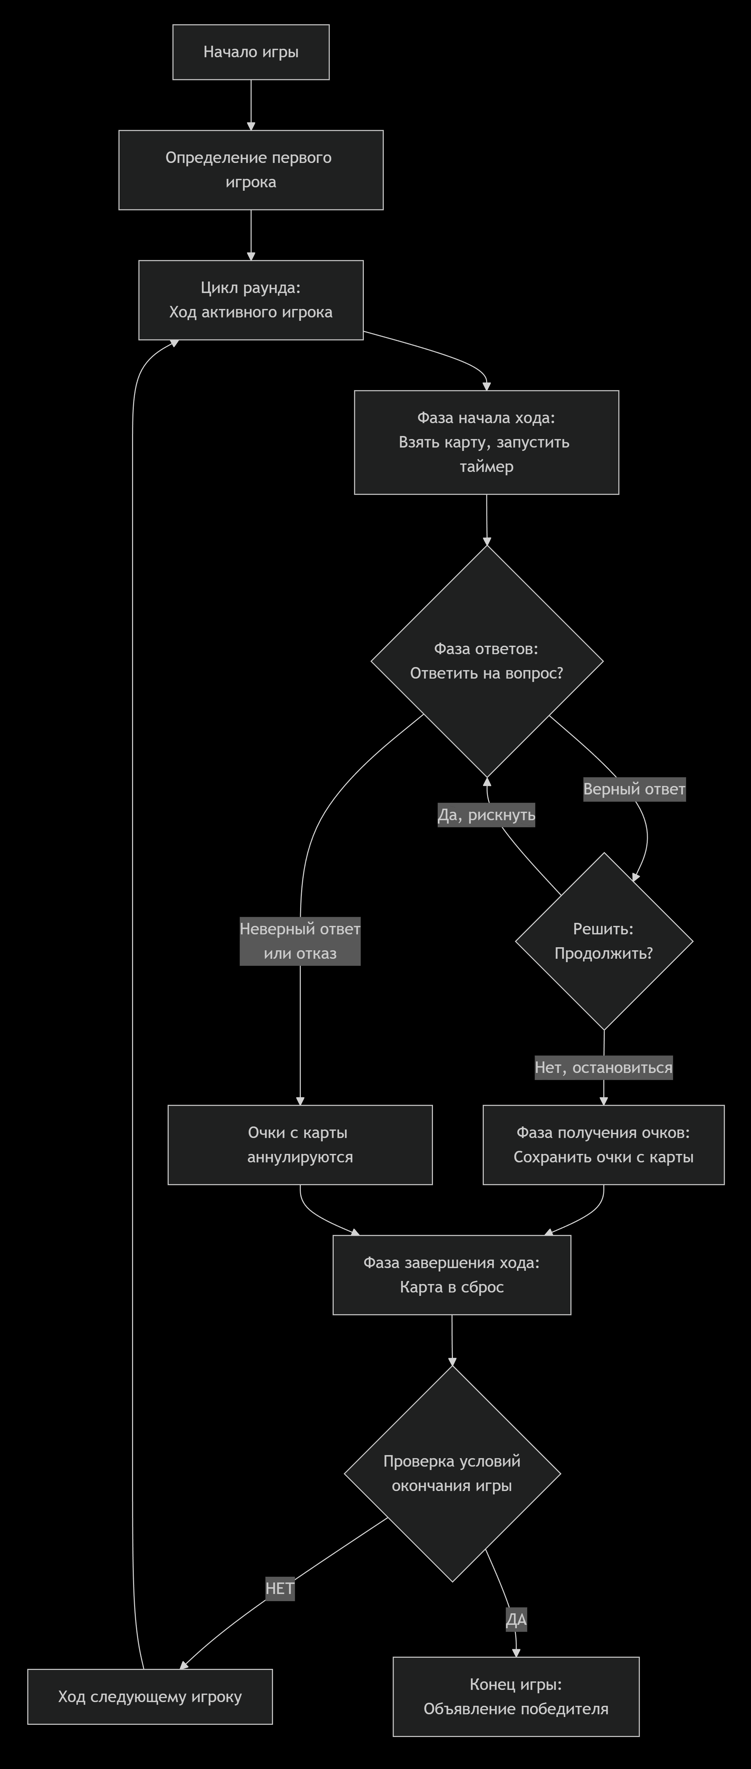 Начало игры
Определение первого
игрока
Цикл раунда:
Ход активного игрока
Фаза начала хода:
Взять карту, запустить
таймер
Фаза ответов:
Ответить на вопрос?
Верный ответ
Да, рискнуть
Неверный ответ
или отказ
Решить:
Продолжить?
Нет, остановиться
Очки с карты
аннулируются
Фаза получения очков:
Сохранить очки с карты
Фаза завершения хода:
Карта в сброс
Проверка условий
окончания игры
НЕТ
ДА
Ход следующему игроку
Конец игры:
Объявление победителя